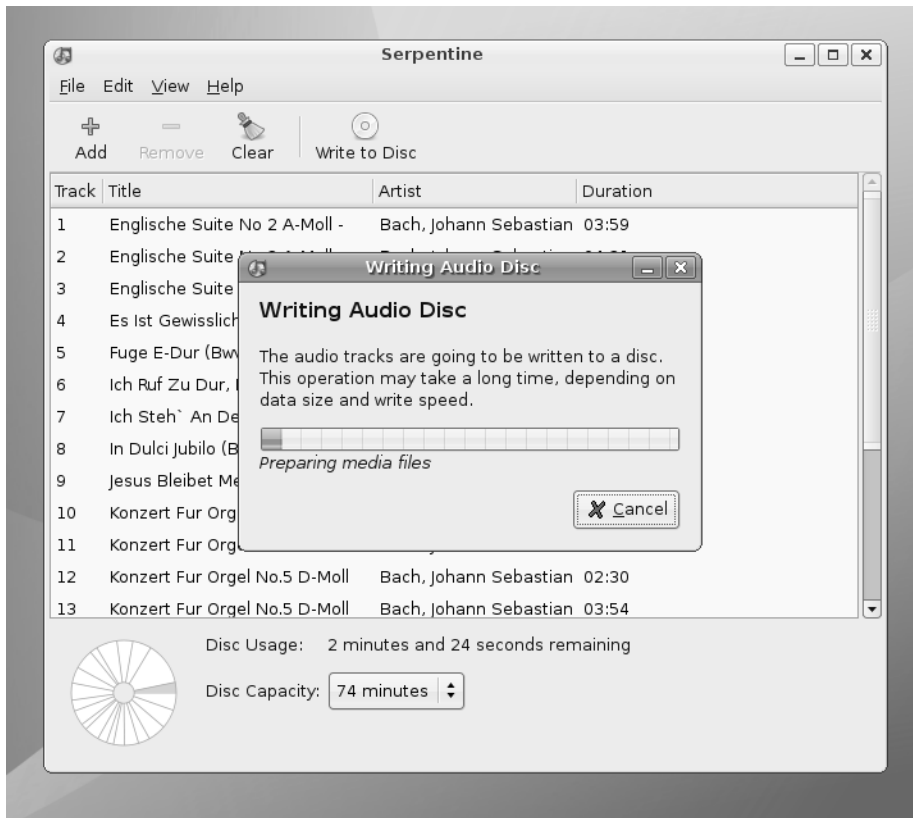 Serpentine
File Edit View Help
Add Remove Clear Write to Disc
Track Title Artist Duration
1 Englische Suite No 2 A-Moll - Bach, Johann Sebastian 03:59
2 Englische Suite
3 Englische Suite
4 Es Ist Gewisslich
5 Fuge E-Dur (Bwv
6 Ich Ruf Zu Dur,
7 Ich Steh` An De
8 In Dulci Jubilo (B
9 Jesus Bleibet Me
10 Konzert Fur Org
11 Konzert Fur Orge
12 Konzert Fur Orgel No.5 D-Moll Bach, Johann Sebastian 02:30
13 Konzert Fur Orgel No.5 D-Moll Bach, Johann Sebastian 03:54
Writing Audio Disc
Writing Audio Disc
The audio tracks are going to be written to a disc.
This operation may take a long time, depending on
data size and write speed.
Preparing media files
Cancel
Disc Usage: 2 minutes and 24 seconds remaining
Disc Capacity: 74 minutes